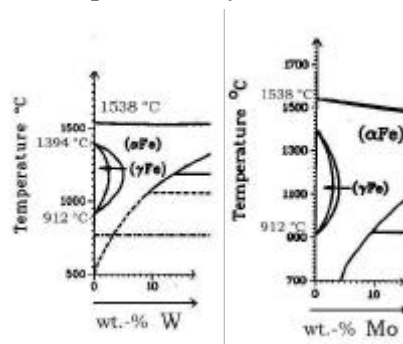 Temperature °C
1538 °C
1500
1394 °C
(αFe)
(γFe)
1000
912 °C
500
0
10
wt.-% W
Temperature °C
1700
1538 °C
1500
(αFe)
1300
1100
(γFe)
912 °C
900
700
0
10
wt.-% Mo